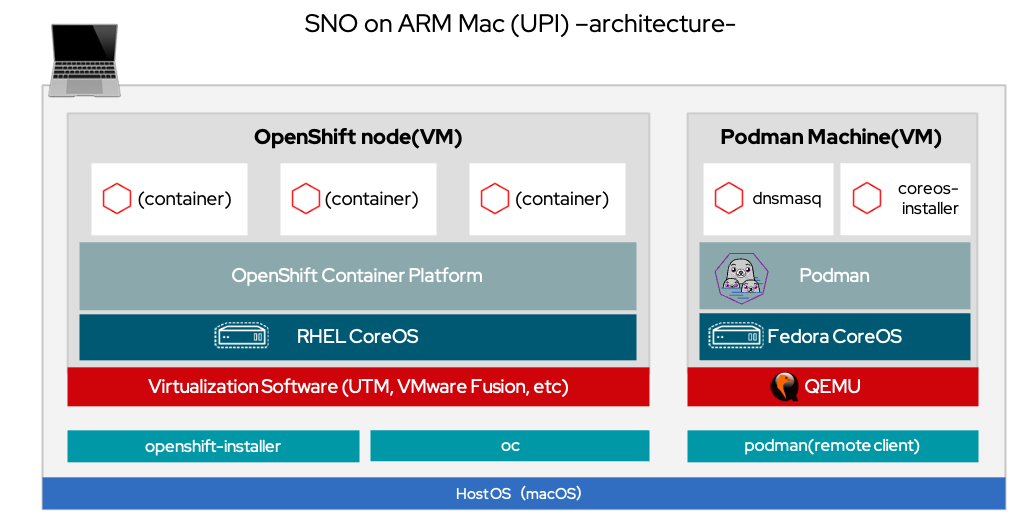 SNO on ARM Mac (UPI) –architecture-
OpenShift node(VM)
(container)
(container)
(container)
OpenShift Container Platform
RHEL CoreOS
Virtualization Software (UTM, VMware Fusion, etc)
openshift-installer
oc
Podman Machine(VM)
dnsmasq
coreos-
installer
Podman
Fedora CoreOS
QEMU
podman(remote client)
Host OS（macOS）